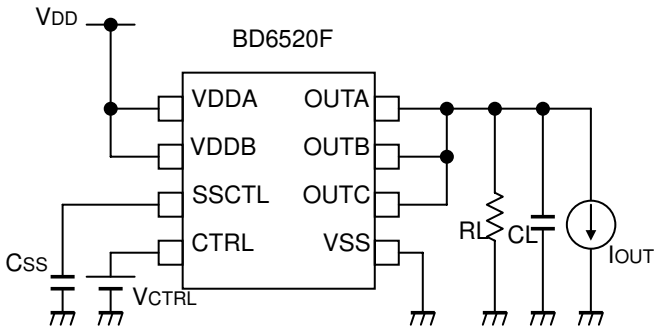 VDD
BD6520F
VDDA
OUTA
VDDB
OUTB
SSCTL
OUTC
CTRL
VSS
CSS
VCTRL
RL
CL
IOUT